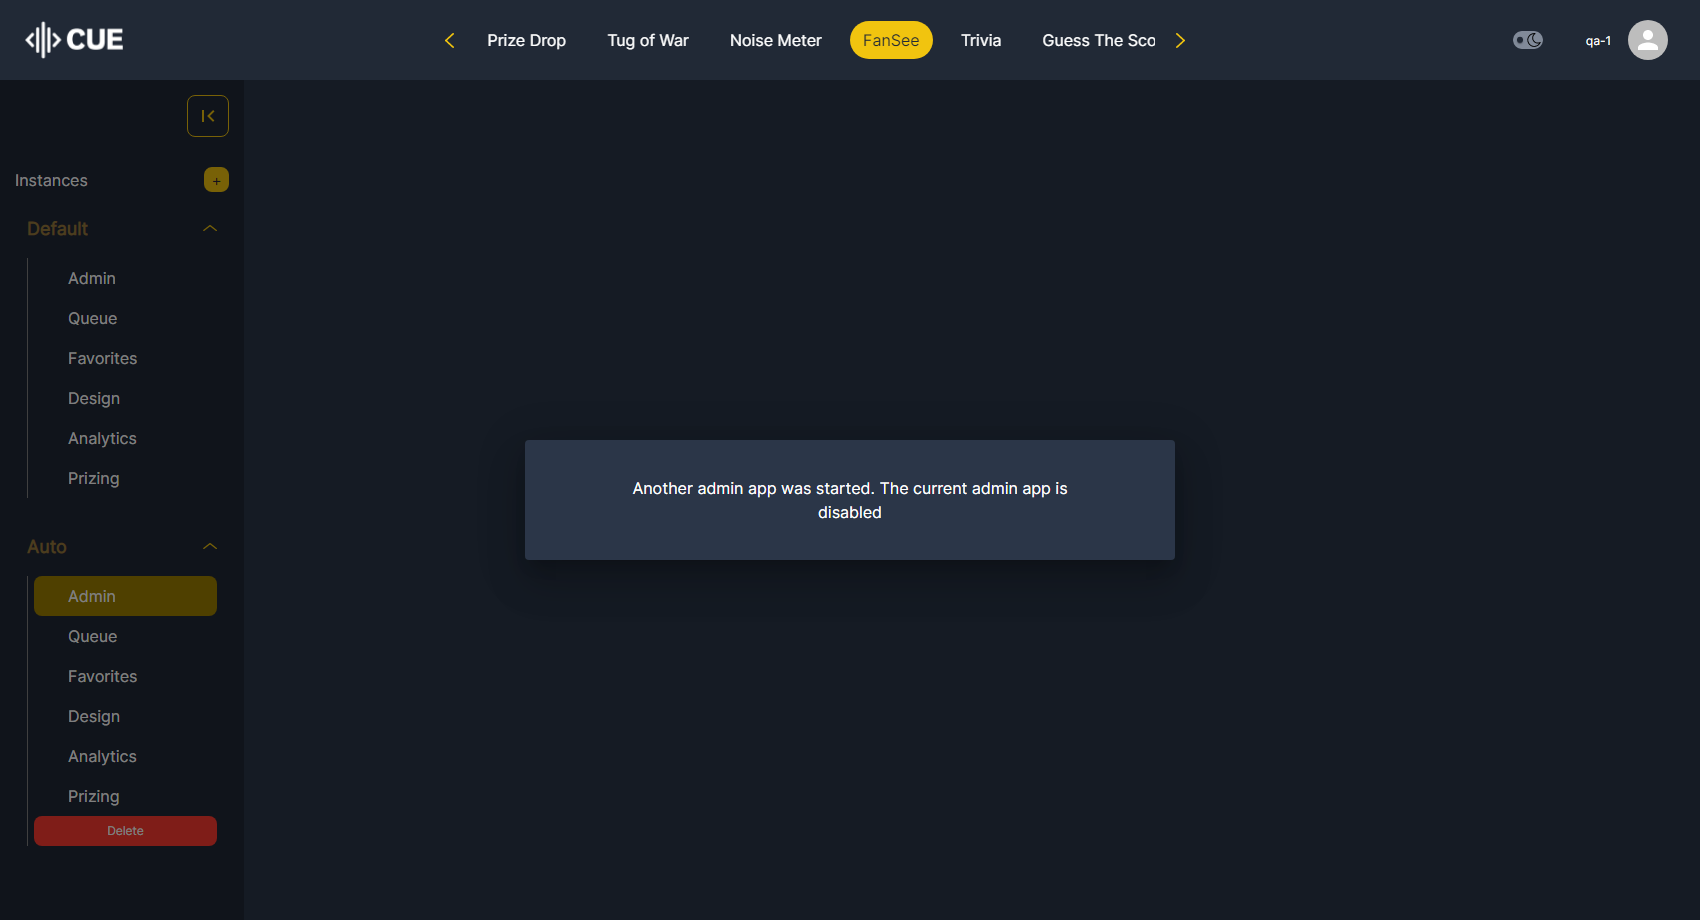 CUE
Prize Drop
Tug of War
Noise Meter
FanSee
Trivia
Guess The Sco
qa-1
Instances
+
Default
Admin
Queue
Favorites
Design
Analytics
Prizing
Auto
Admin
Queue
Favorites
Design
Analytics
Prizing
Delete
Another admin app was started. The current admin app is
disabled